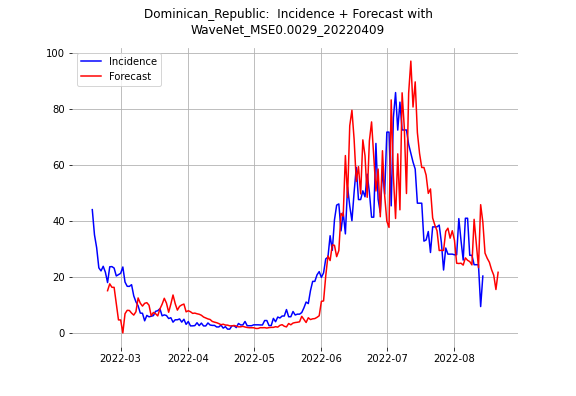 Dominican_Republic:  Incidence + Forecast with
WaveNet_MSE0.0029_20220409
Incidence
Forecast
100
80
60
40
20
0
2022-03 2022-04 2022-05 2022-06 2022-07 2022-08